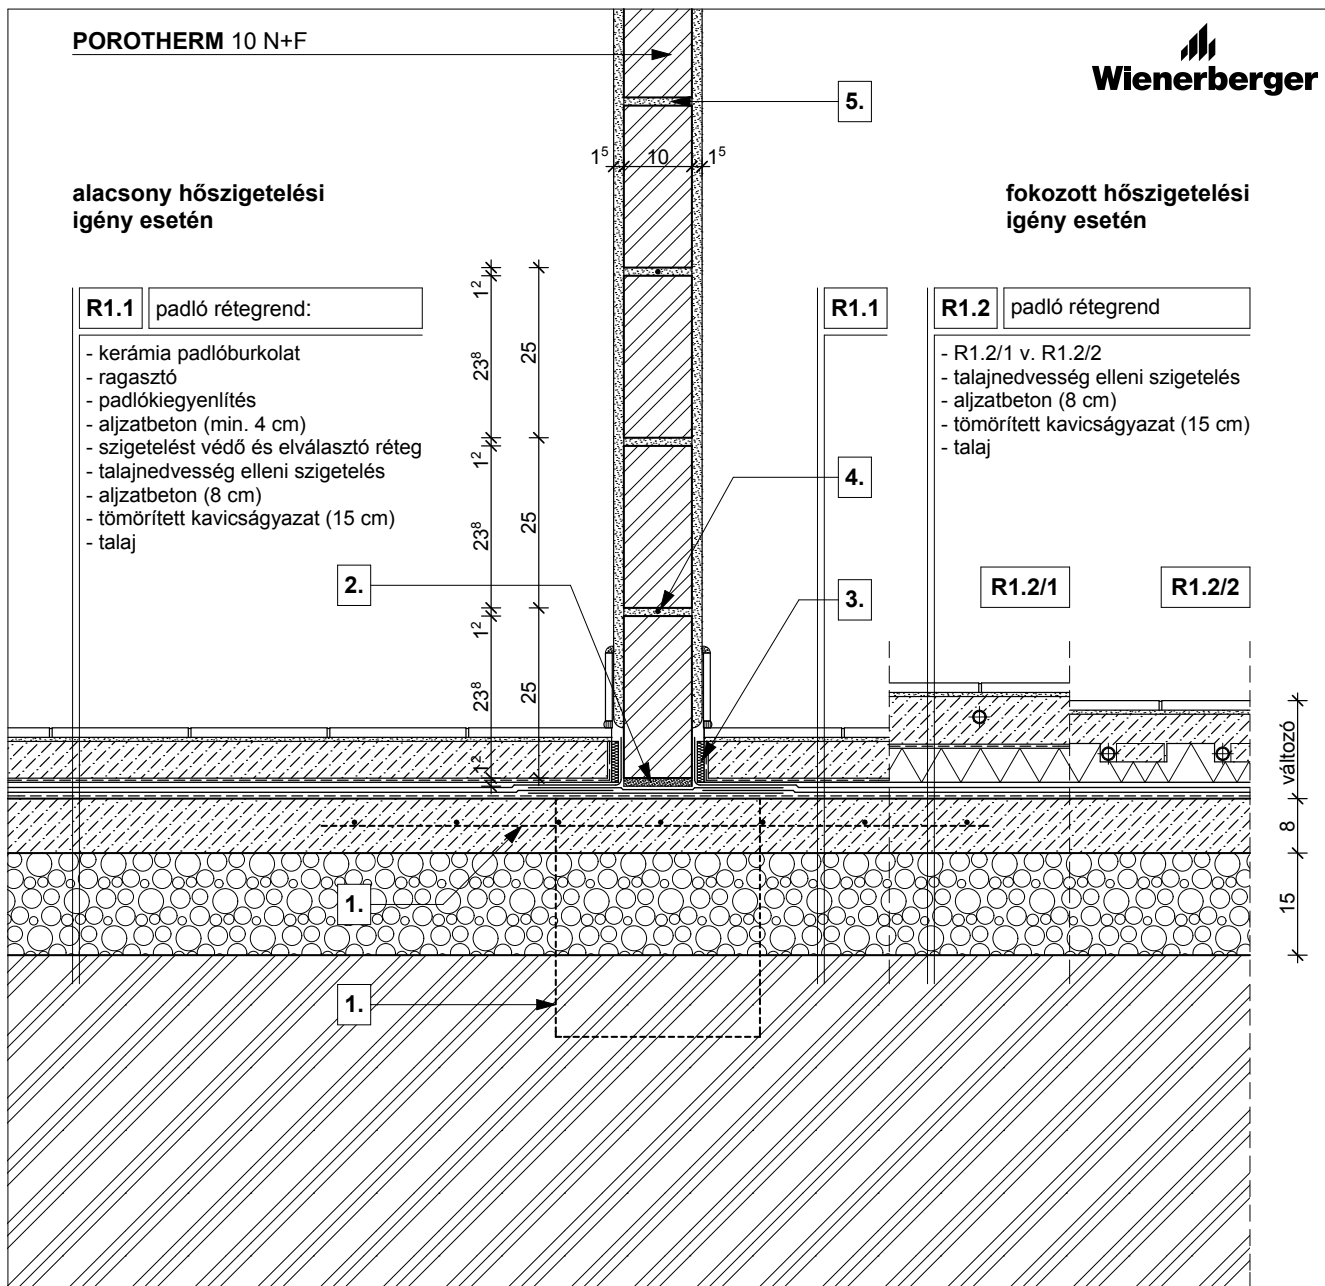 POROTHERM 10 N+F
Wienerberger
5.
1⁵ 10 1⁵
alacsony hőszigetelési
igény esetén
fokozott hőszigetelési
igény esetén
R1.1 padló rétegrend:
- kerámia padlóburkolat
- ragasztó
- padlókiegyenlítés
- aljzatbeton (min. 4 cm)
- szigetelést védő és elválasztó réteg
- talajnedvesség elleni szigetelés
- aljzatbeton (8 cm)
- tömörített kavicságyazat (15 cm)
- talaj
R1.1
R1.2 padló rétegrend
- R1.2/1 v. R1.2/2
- talajnedvesség elleni szigetelés
- aljzatbeton (8 cm)
- tömörített kavicságyazat (15 cm)
- talaj
1²
23⁸
25
1²
23⁸
25
1²
23⁸
25
1²
4.
2.
3.
R1.2/1
R1.2/2
változó
8
15
1.
1.